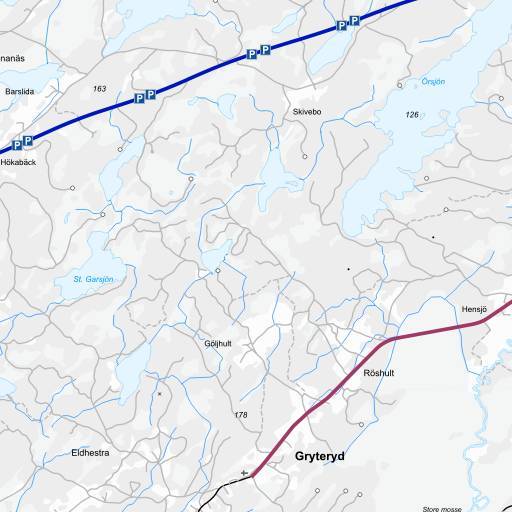 nanäs
Örsjön
163
Barslida
P P
P P
P P
P P
Skivebo
126
Hökabäck
St. Garsjön
Hensjö
Göljhult
Röshult
178
Eldhestra
Gryteryd
Store mosse